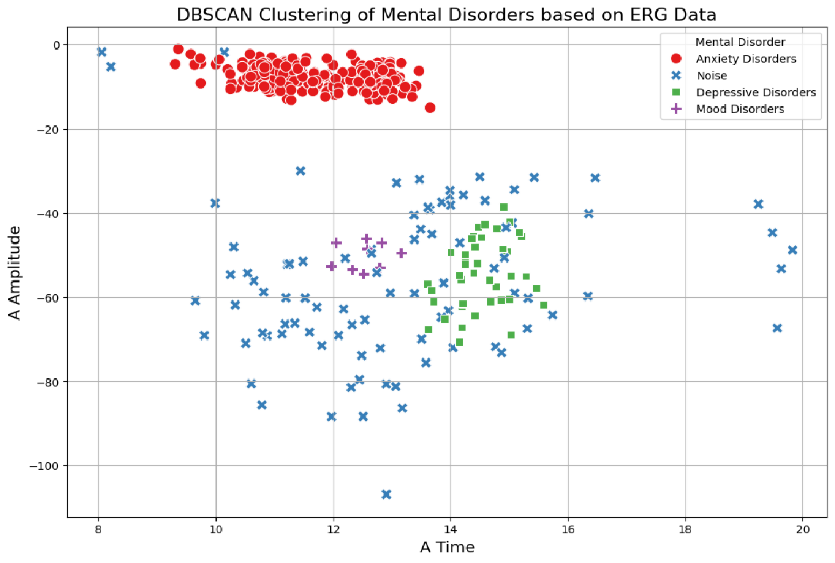 DBSCAN Clustering of Mental Disorders based on ERG Data
Mental Disorder
Anxiety Disorders
Noise
Depressive Disorders
Mood Disorders
A Amplitude
0
−20
−40
−60
−80
−100
8 10 12 14 16 18 20
A Time